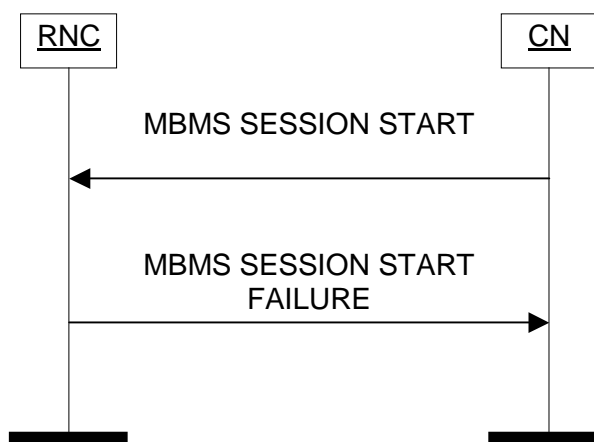 RNC
CN
MBMS SESSION START
MBMS SESSION START
FAILURE